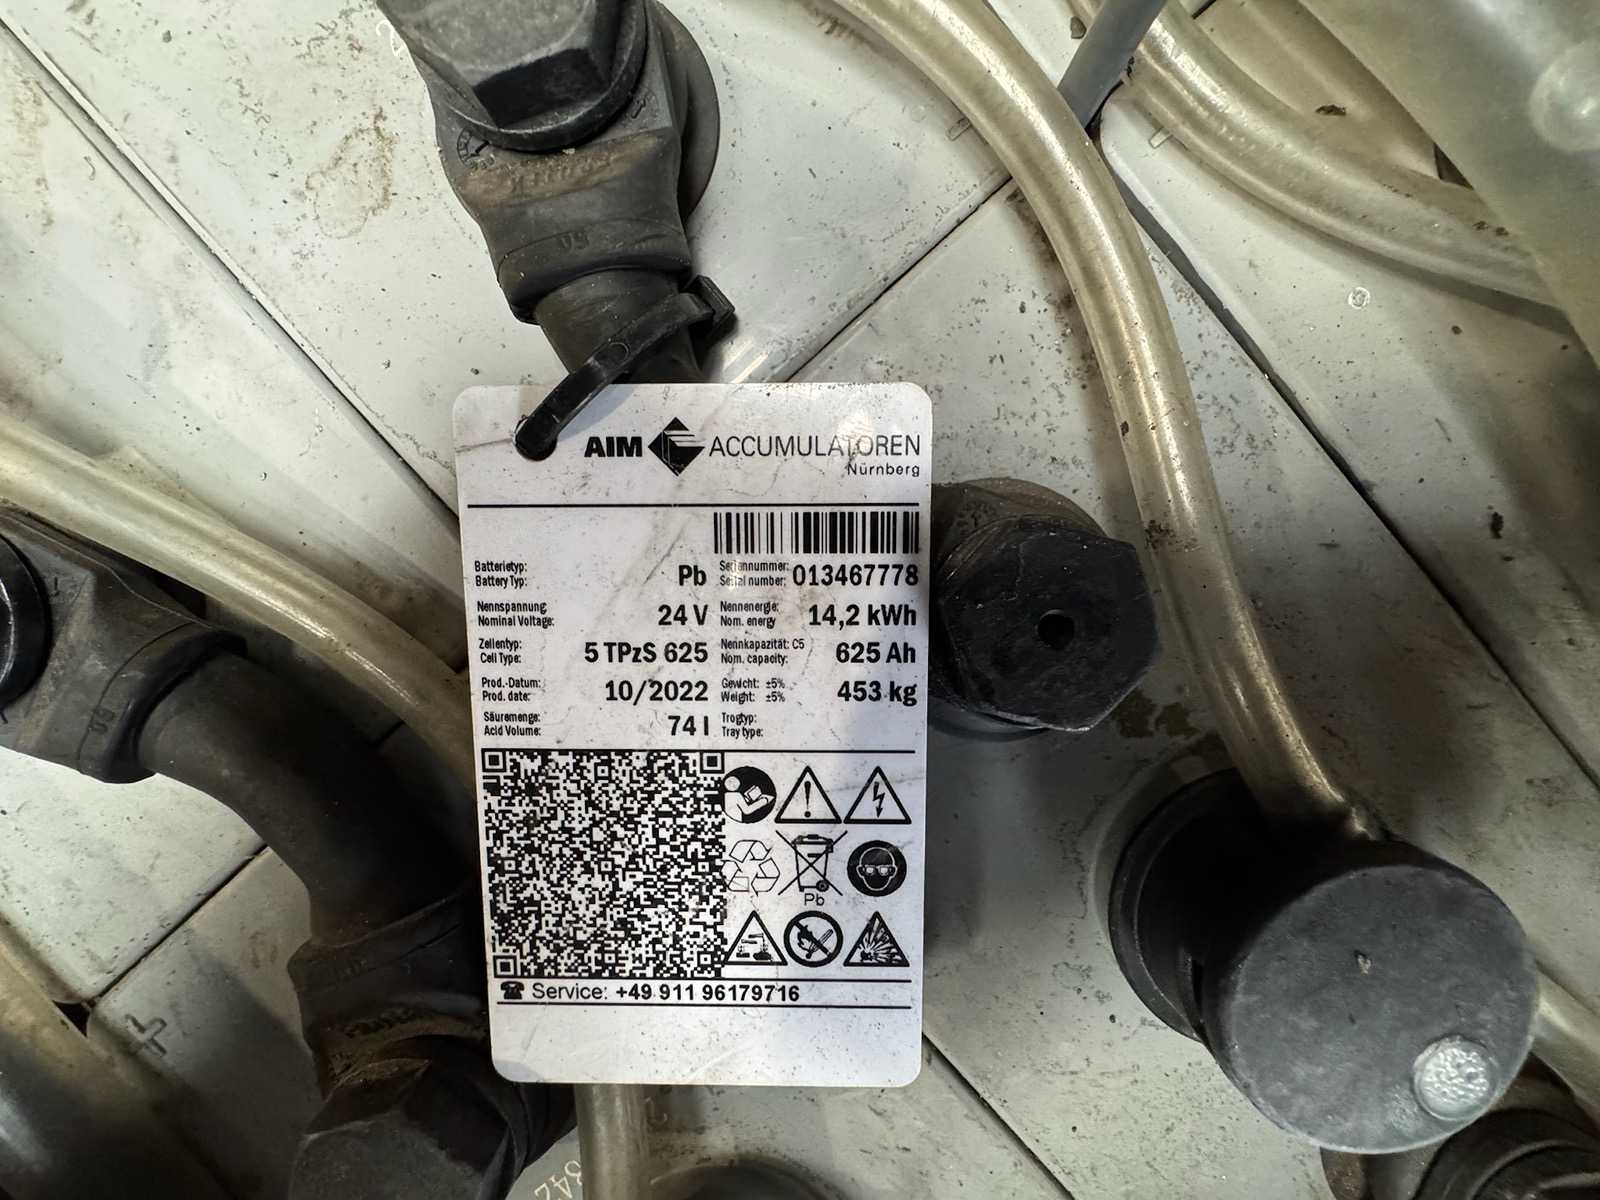 AIM ACCUMULATOREN
Nürnberg
Batterietyp:
Battery Typ:
Pb
Seriennummer:
Serial number:
013467778
Nennspannung
Nominal Voltage:
24 V
Nennenergie:
Nom. energy
14,2 kWh
Zellentyp:
Cell Type:
5 TPzS 625
Nennkapazität: C5
Nom. capacity:
625 Ah
Prod.-Datum:
Prod. date:
10/2022
Gewicht: ±5%
Weight: ±5%
453 kg
Säuremenge:
Acid Volume:
74 l
Trogtyp:
Tray type:
Pb
Service: +49 911 96179716